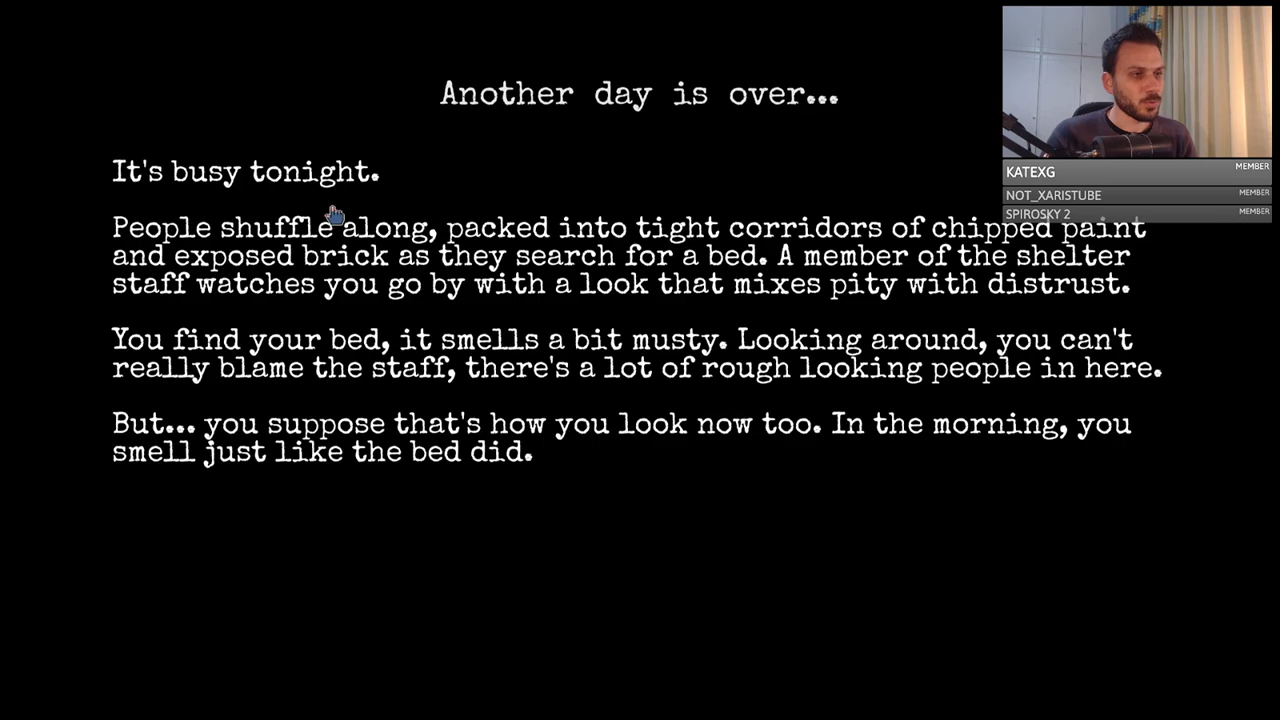 Another day is over...
KATEXG
MEMBER
NOT_XARISTUBE
MEMBER
SPIROSKY 2
MEMBER
It's busy tonight.
People shuffle along, packed into tight corridors of chipped paint
and exposed brick as they search for a bed. A member of the shelter
staff watches you go by with a look that mixes pity with distrust.
You find your bed, it smells a bit musty. Looking around, you can't
really blame the staff, there's a lot of rough looking people in here.
But... you suppose that's how you look now too. In the morning, you
smell just like the bed did.